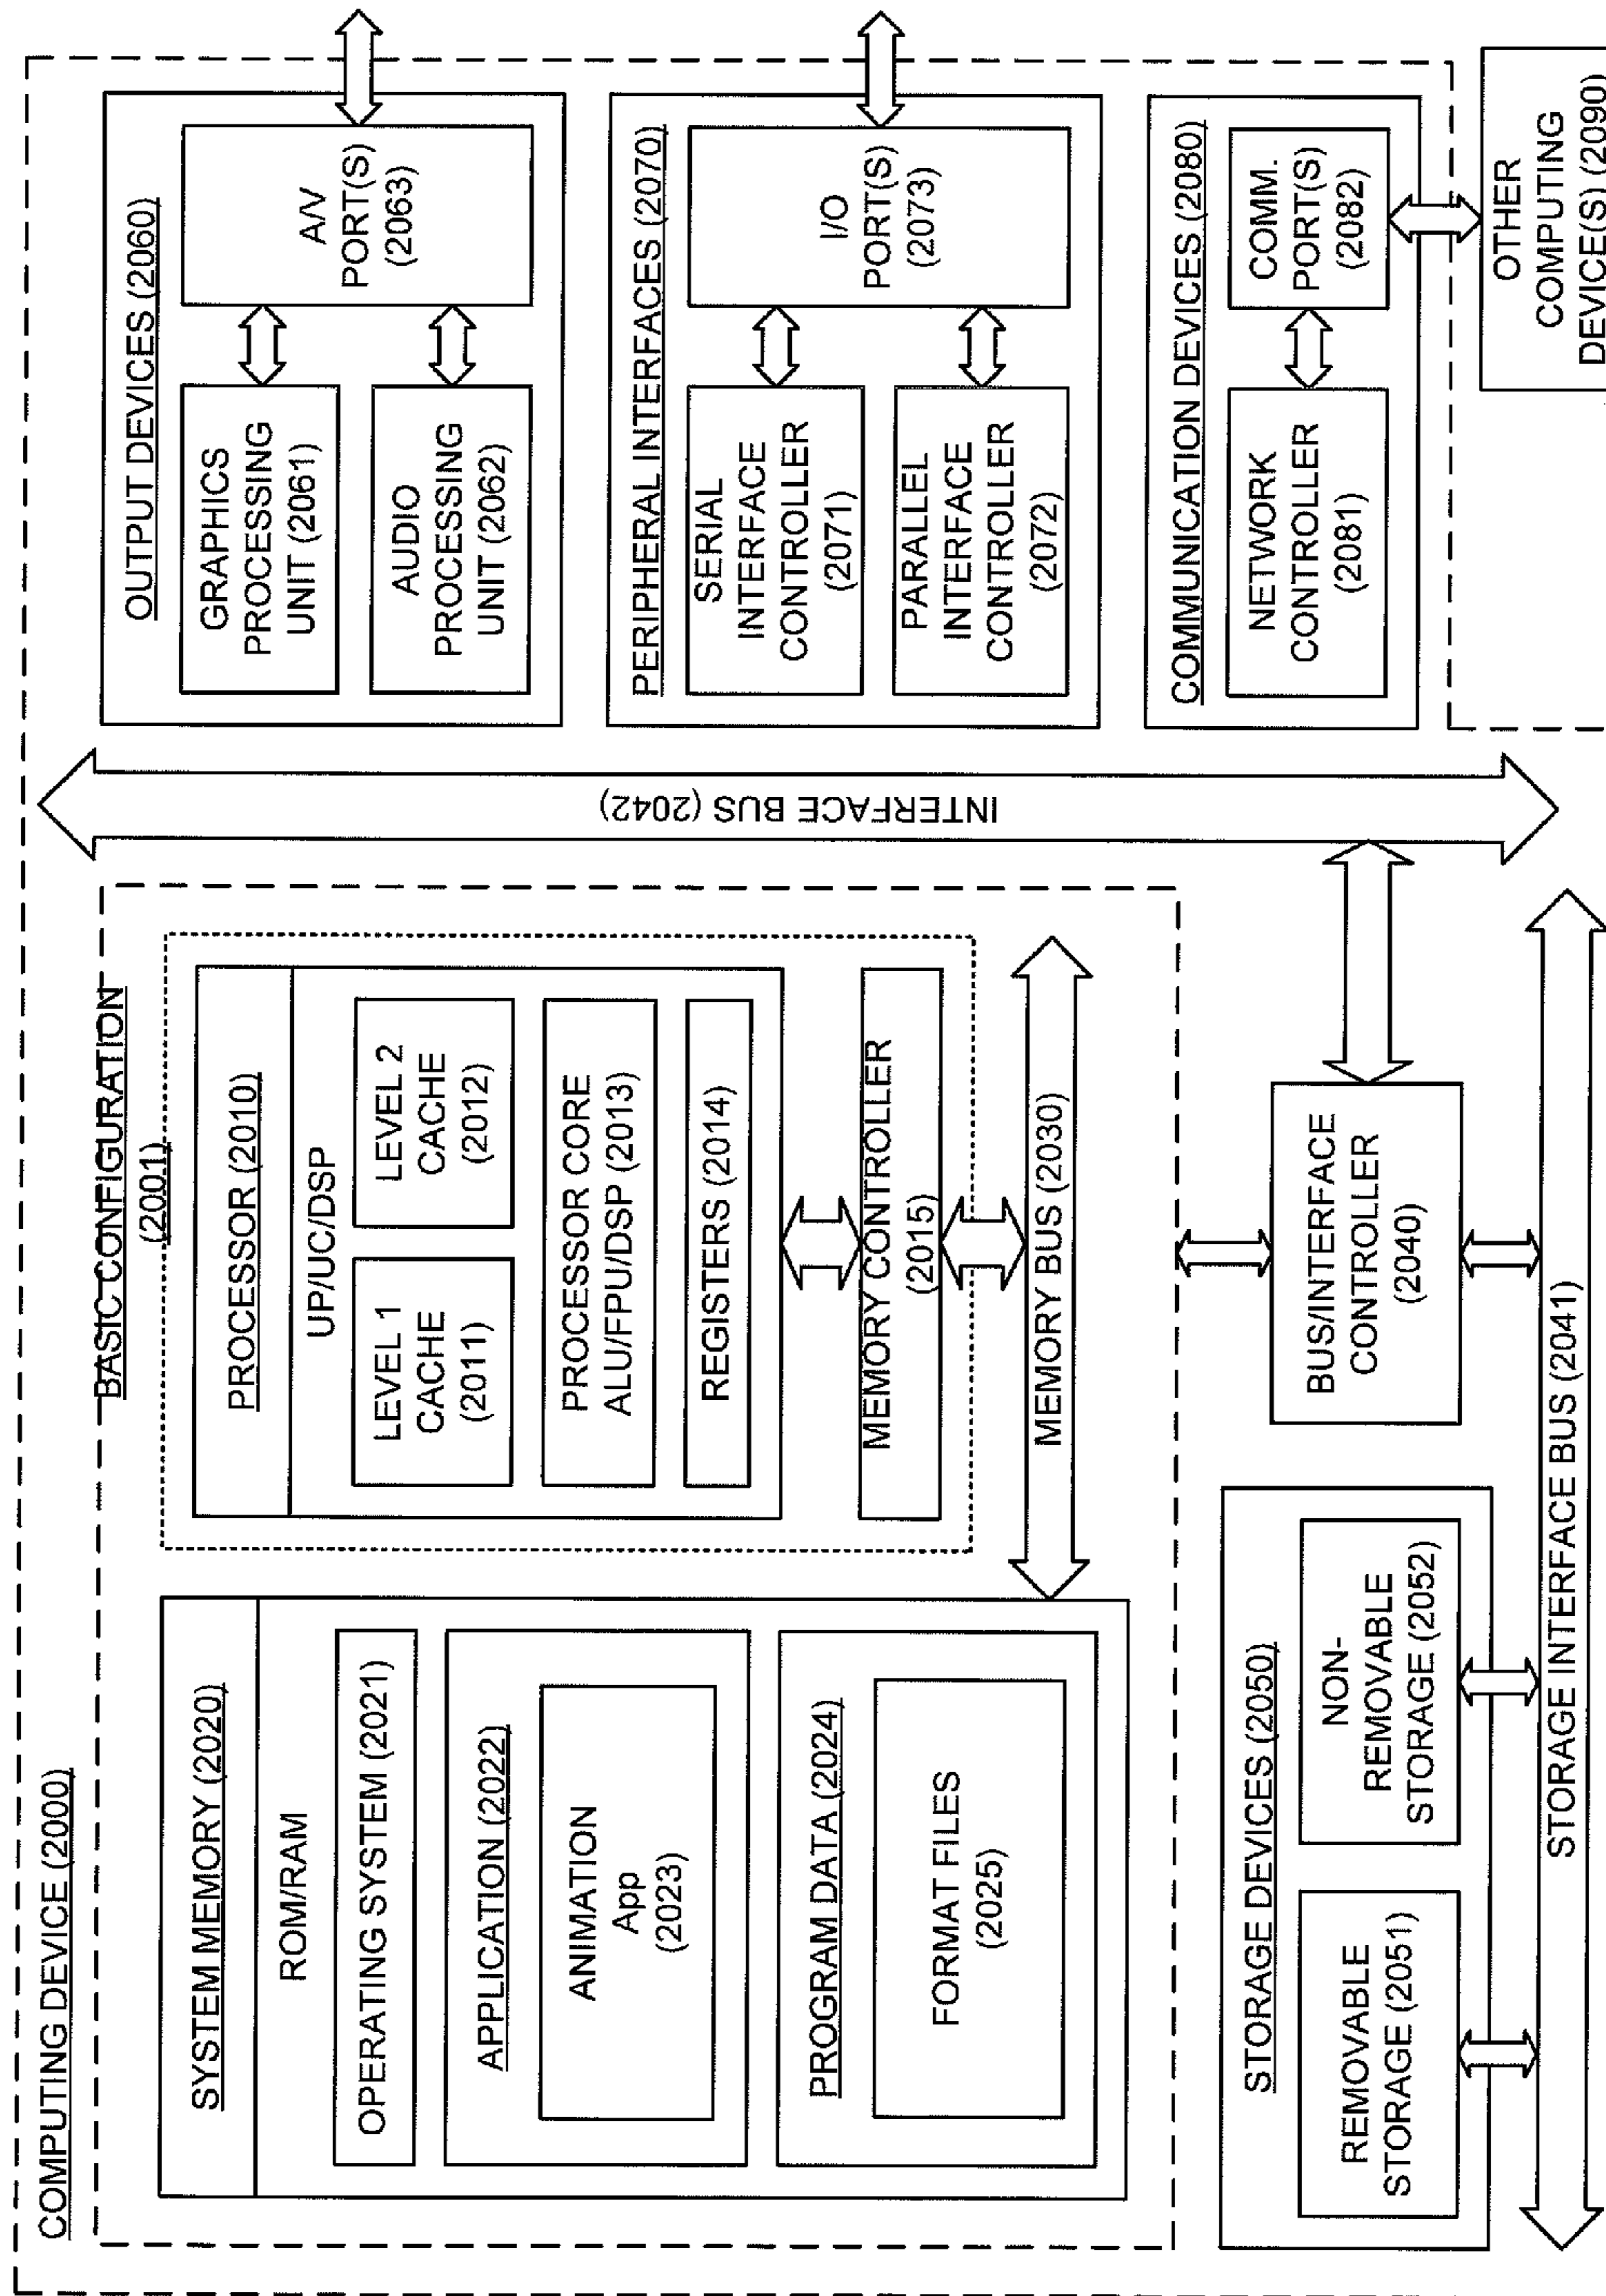 COMPUTING DEVICE (2000)
BASIC CONFIGURATION
(2001)
SYSTEM MEMORY (2020)
ROM/RAM
OPERATING SYSTEM (2021)
APPLICATION (2022)
ANIMATION
App
(2023)
PROGRAM DATA (2024)
FORMAT FILES
(2025)
PROCESSOR (2010)
UP/UC/DSP
LEVEL 1
CACHE
(2011)
LEVEL 2
CACHE
(2012)
PROCESSOR CORE
ALU/FPU/DSP (2013)
REGISTERS (2014)
MEMORY CONTROLLER
(2015)
MEMORY BUS (2030)
BUS/INTERFACE
CONTROLLER
(2040)
STORAGE DEVICES (2050)
REMOVABLE
STORAGE (2051)
NON-
REMOVABLE
STORAGE (2052)
STORAGE INTERFACE BUS (2041)
INTERFACE BUS (2042)
OUTPUT DEVICES (2060)
GRAPHICS
PROCESSING
UNIT (2061)
AUDIO
PROCESSING
UNIT (2062)
A/V
PORT(S)
(2063)
PERIPHERAL INTERFACES (2070)
SERIAL
INTERFACE
CONTROLLER
(2071)
PARALLEL
INTERFACE
CONTROLLER
(2072)
I/O
PORT(S)
(2073)
COMMUNICATION DEVICES (2080)
NETWORK
CONTROLLER
(2081)
COMM.
PORT(S)
(2082)
OTHER
COMPUTING
DEVICE(S) (2090)